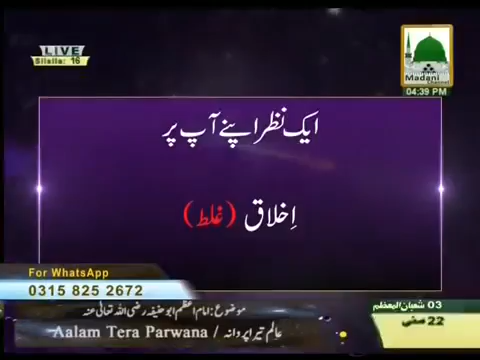 LIVE
Silsila: 16
Madani
Channel
04:39 PM
ایک نظر اپنے آپ پر
اِخلاق (غلط)
For WhatsApp
0315 825 2672
موضوع: امام اعظم ابو حنیفہ رضی اللہ تعالیٰ عنہ
عالم تیرا پروانہ / Aalam Tera Parwana
03 شعبان المعظم
22 مئی